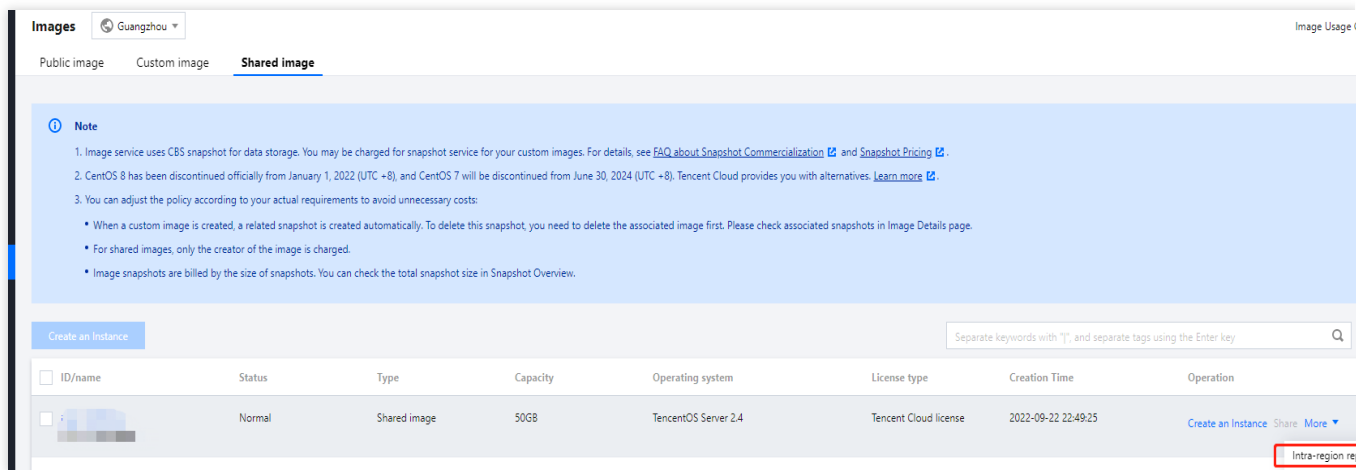 Images Guangzhou Image Usage
Public image Custom image Shared image
Note
1. Image service uses CBS snapshot for data storage. You may be charged for snapshot service for your custom images. For details, see FAQ about Snapshot Commercialization and Snapshot Pricing .
2. CentOS 8 has been discontinued officially from January 1, 2022 (UTC +8), and CentOS 7 will be discontinued from June 30, 2024 (UTC +8). Tencent Cloud provides you with alternatives. Learn more .
3. You can adjust the policy according to your actual requirements to avoid unnecessary costs:
• When a custom image is created, a related snapshot is created automatically. To delete this snapshot, you need to delete the associated image first. Please check associated snapshots in Image Details page.
• For shared images, only the creator of the image is charged.
• Image snapshots are billed by the size of snapshots. You can check the total snapshot size in Snapshot Overview.
Create an Instance Separate keywords with "|", and separate tags using the Enter key
ID/name Status Type Capacity Operating system License type Creation Time Operation
Normal Shared image 50GB TencentOS Server 2.4 Tencent Cloud license 2022-09-22 22:49:25 Create an Instance Share More
Intra-region